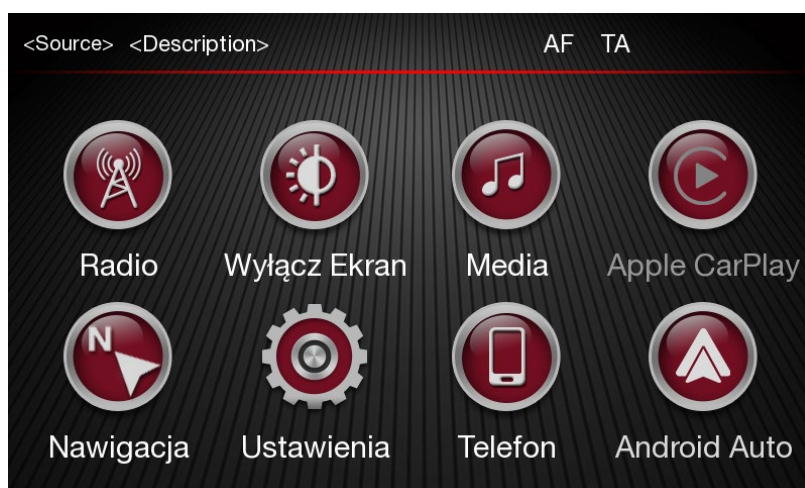 <Source> <Description> AF TA
Radio Wyłącz Ekran Media Apple CarPlay
N
Nawigacja Ustawienia Telefon Android Auto